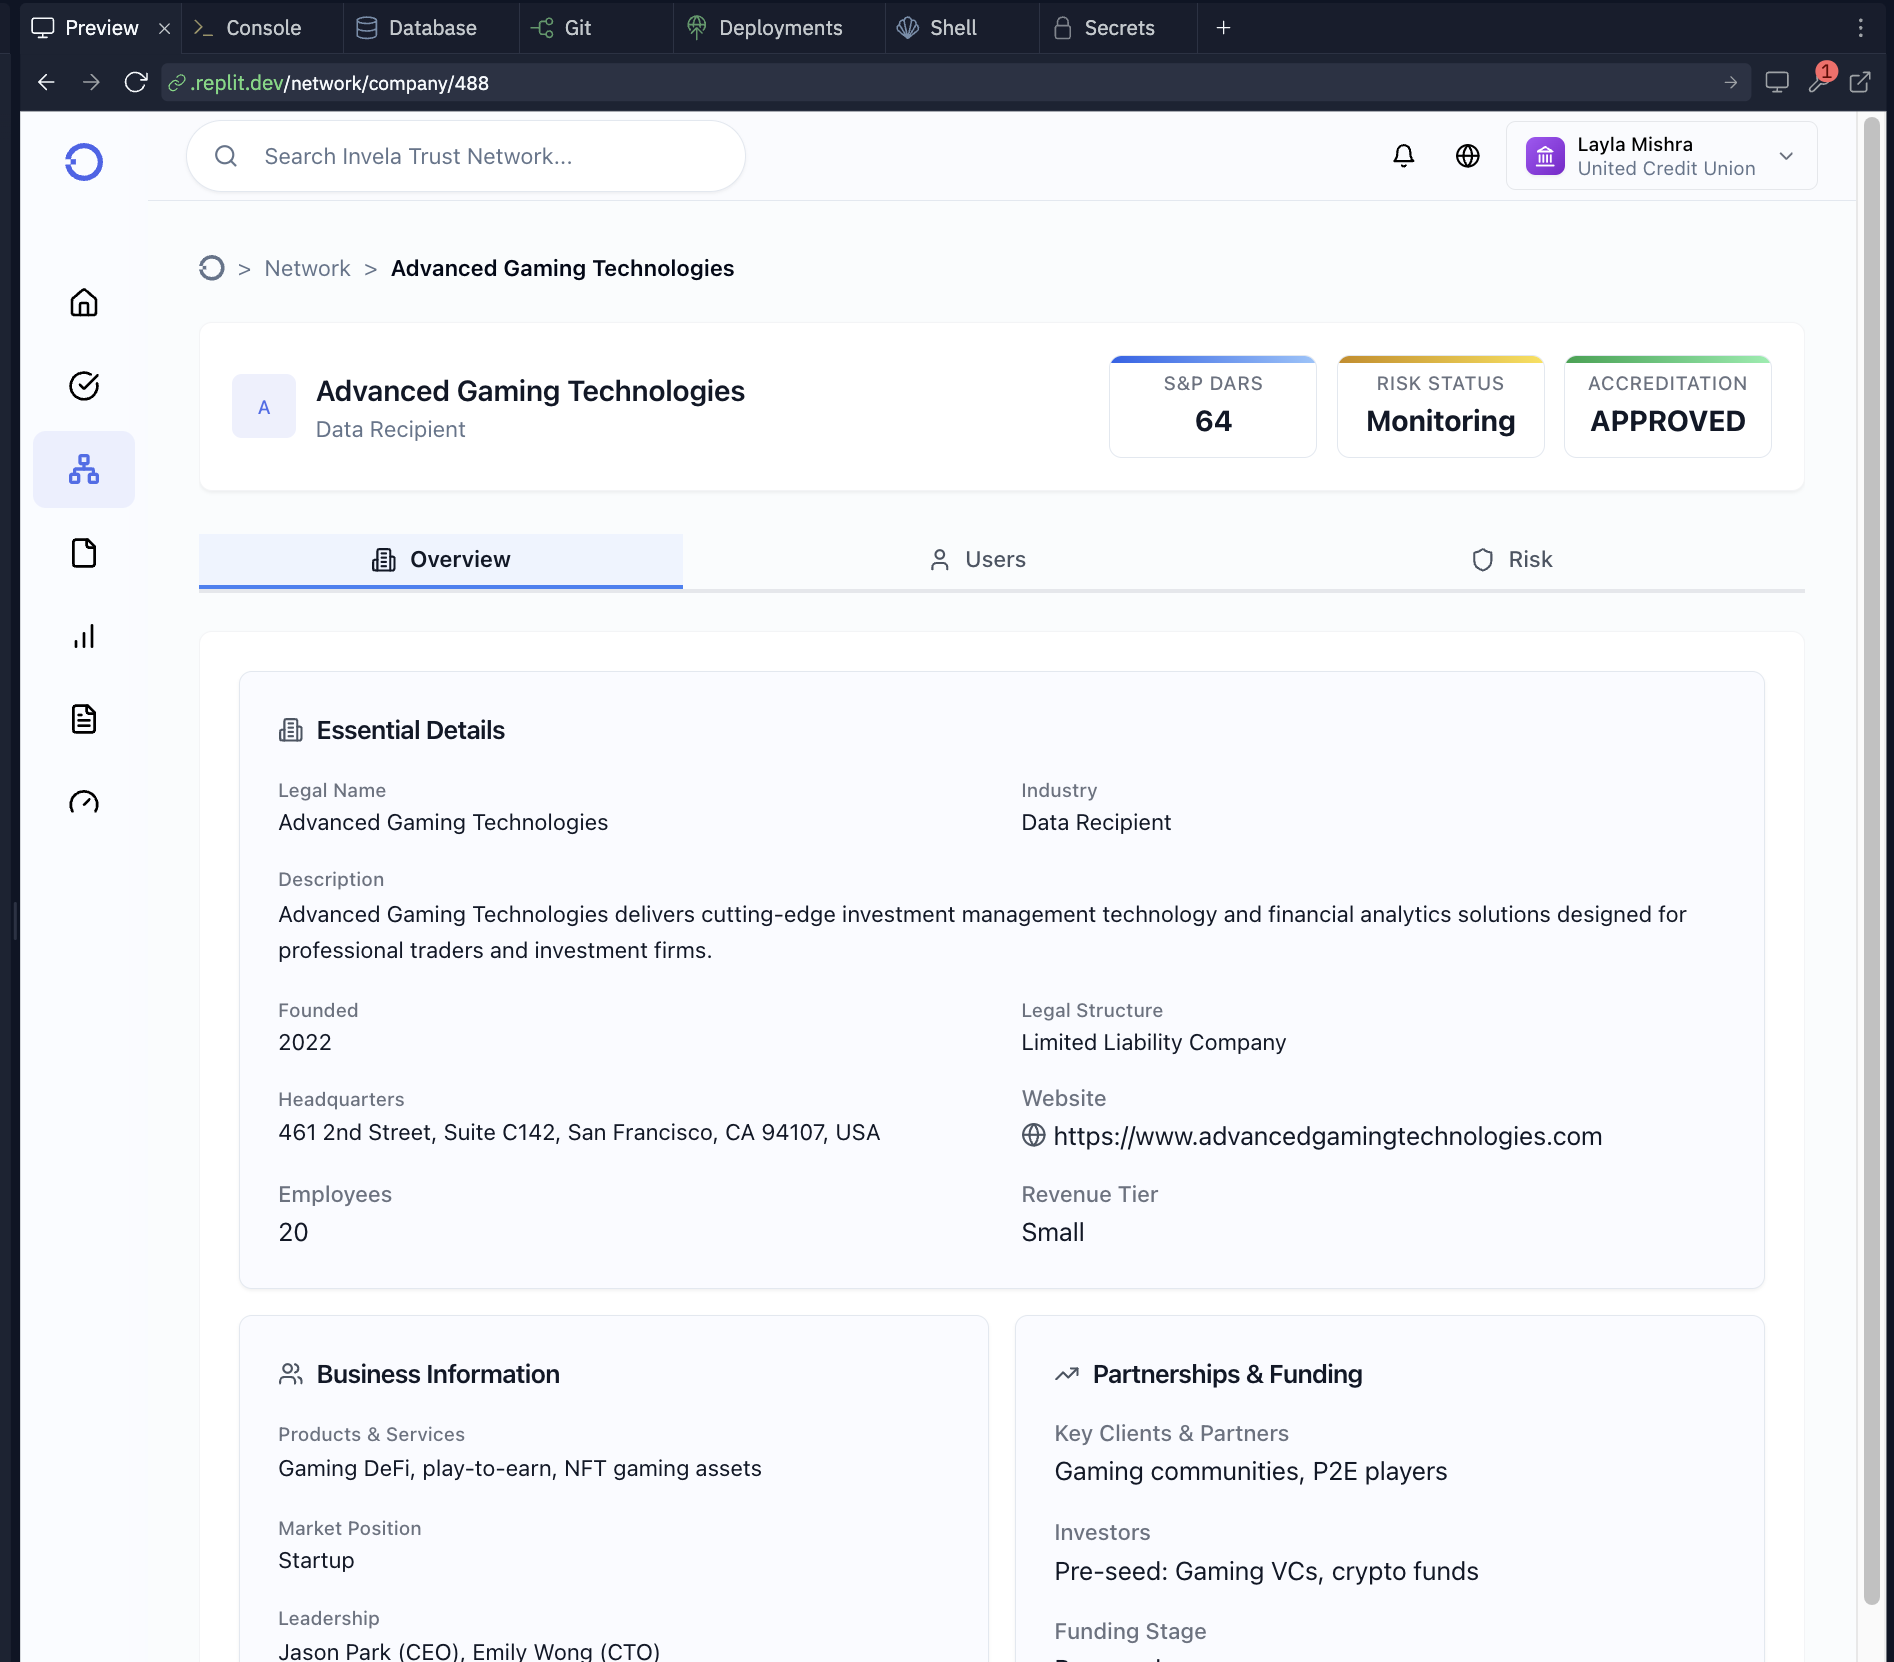 Preview
Console
Database
Git
Deployments
Shell
Secrets
.replit.dev/network/company/488
1
Search Invela Trust Network...
Layla Mishra
United Credit Union
> Network > Advanced Gaming Technologies
A
Advanced Gaming Technologies
Data Recipient
S&P DARS
64
RISK STATUS
Monitoring
ACCREDITATION
APPROVED
Overview
Users
Risk
Essential Details
Legal Name
Advanced Gaming Technologies
Industry
Data Recipient
Description
Advanced Gaming Technologies delivers cutting-edge investment management technology and financial analytics solutions designed for
professional traders and investment firms.
Founded
2022
Legal Structure
Limited Liability Company
Headquarters
461 2nd Street, Suite C142, San Francisco, CA 94107, USA
Website
https://www.advancedgamingtechnologies.com
Employees
20
Revenue Tier
Small
Business Information
Products & Services
Gaming DeFi, play-to-earn, NFT gaming assets
Market Position
Startup
Leadership
Jason Park (CEO), Emily Wong (CTO)
Partnerships & Funding
Key Clients & Partners
Gaming communities, P2E players
Investors
Pre-seed: Gaming VCs, crypto funds
Funding Stage